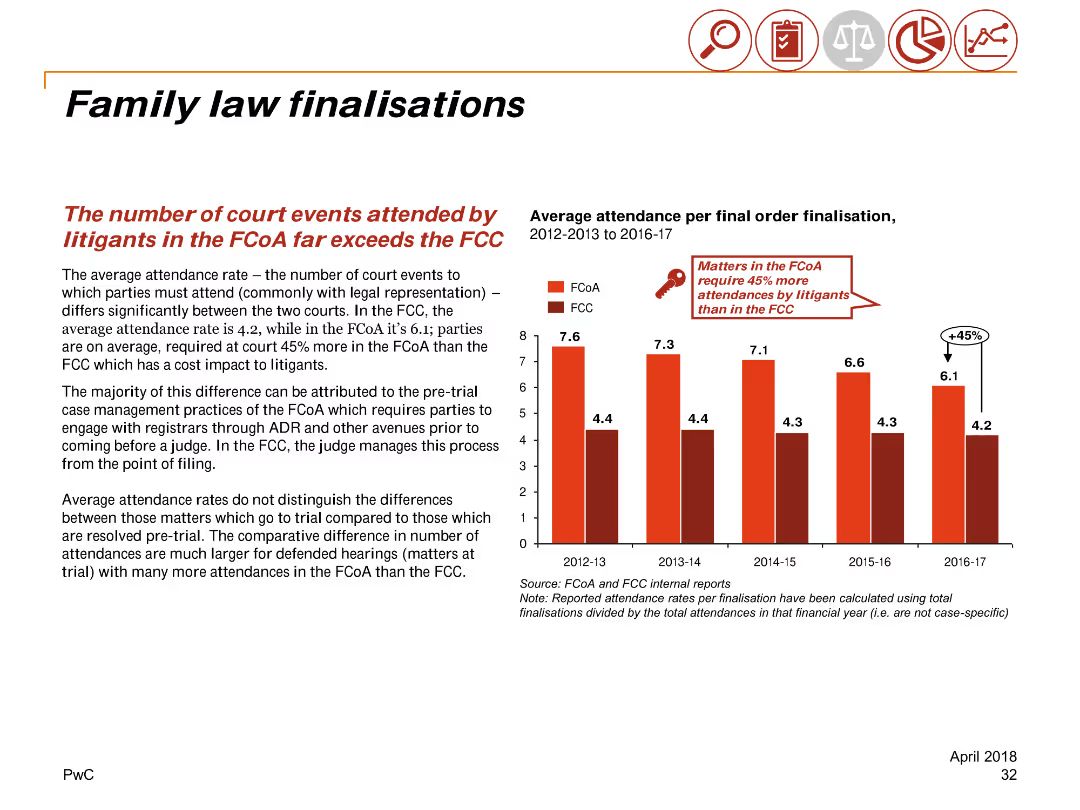 Family law finalisations
The number of court events attended by
litigants in the FCoA far exceeds the FCC
The average attendance rate – the number of court events to
which parties must attend (commonly with legal representation) –
differs significantly between the two courts. In the FCC, the
average attendance rate is 4.2, while in the FCoA it's 6.1; parties
are on average, required at court 45% more in the FCoA than the
FCC which has a cost impact to litigants.
The majority of this difference can be attributed to the pre-trial
case management practices of the FCoA which requires parties to
engage with registrars through ADR and other avenues prior to
coming before a judge. In the FCC, the judge manages this process
from the point of filing.
Average attendance rates do not distinguish the differences
between those matters which go to trial compared to those which
are resolved pre-trial. The comparative difference in number of
attendances are much larger for defended hearings (matters at
trial) with many more attendances in the FCoA than the FCC.
Average attendance per final order finalisation,
2012-2013 to 2016-17
Matters in the FCoA
require 45% more
attendances by litigants
than in the FCC
FCoA
FCC
8
7
6
5
4
3
2
1
0
7.6
4.4
7.3
4.4
7.1
4.3
6.6
4.3
6.1
4.2
+45%
2012-13
2013-14
2014-15
2015-16
2016-17
Source: FCoA and FCC internal reports
Note: Reported attendance rates per finalisation have been calculated using total
finalisations divided by the total attendances in that financial year (i.e. are not case-specific)
April 2018
PwC
32